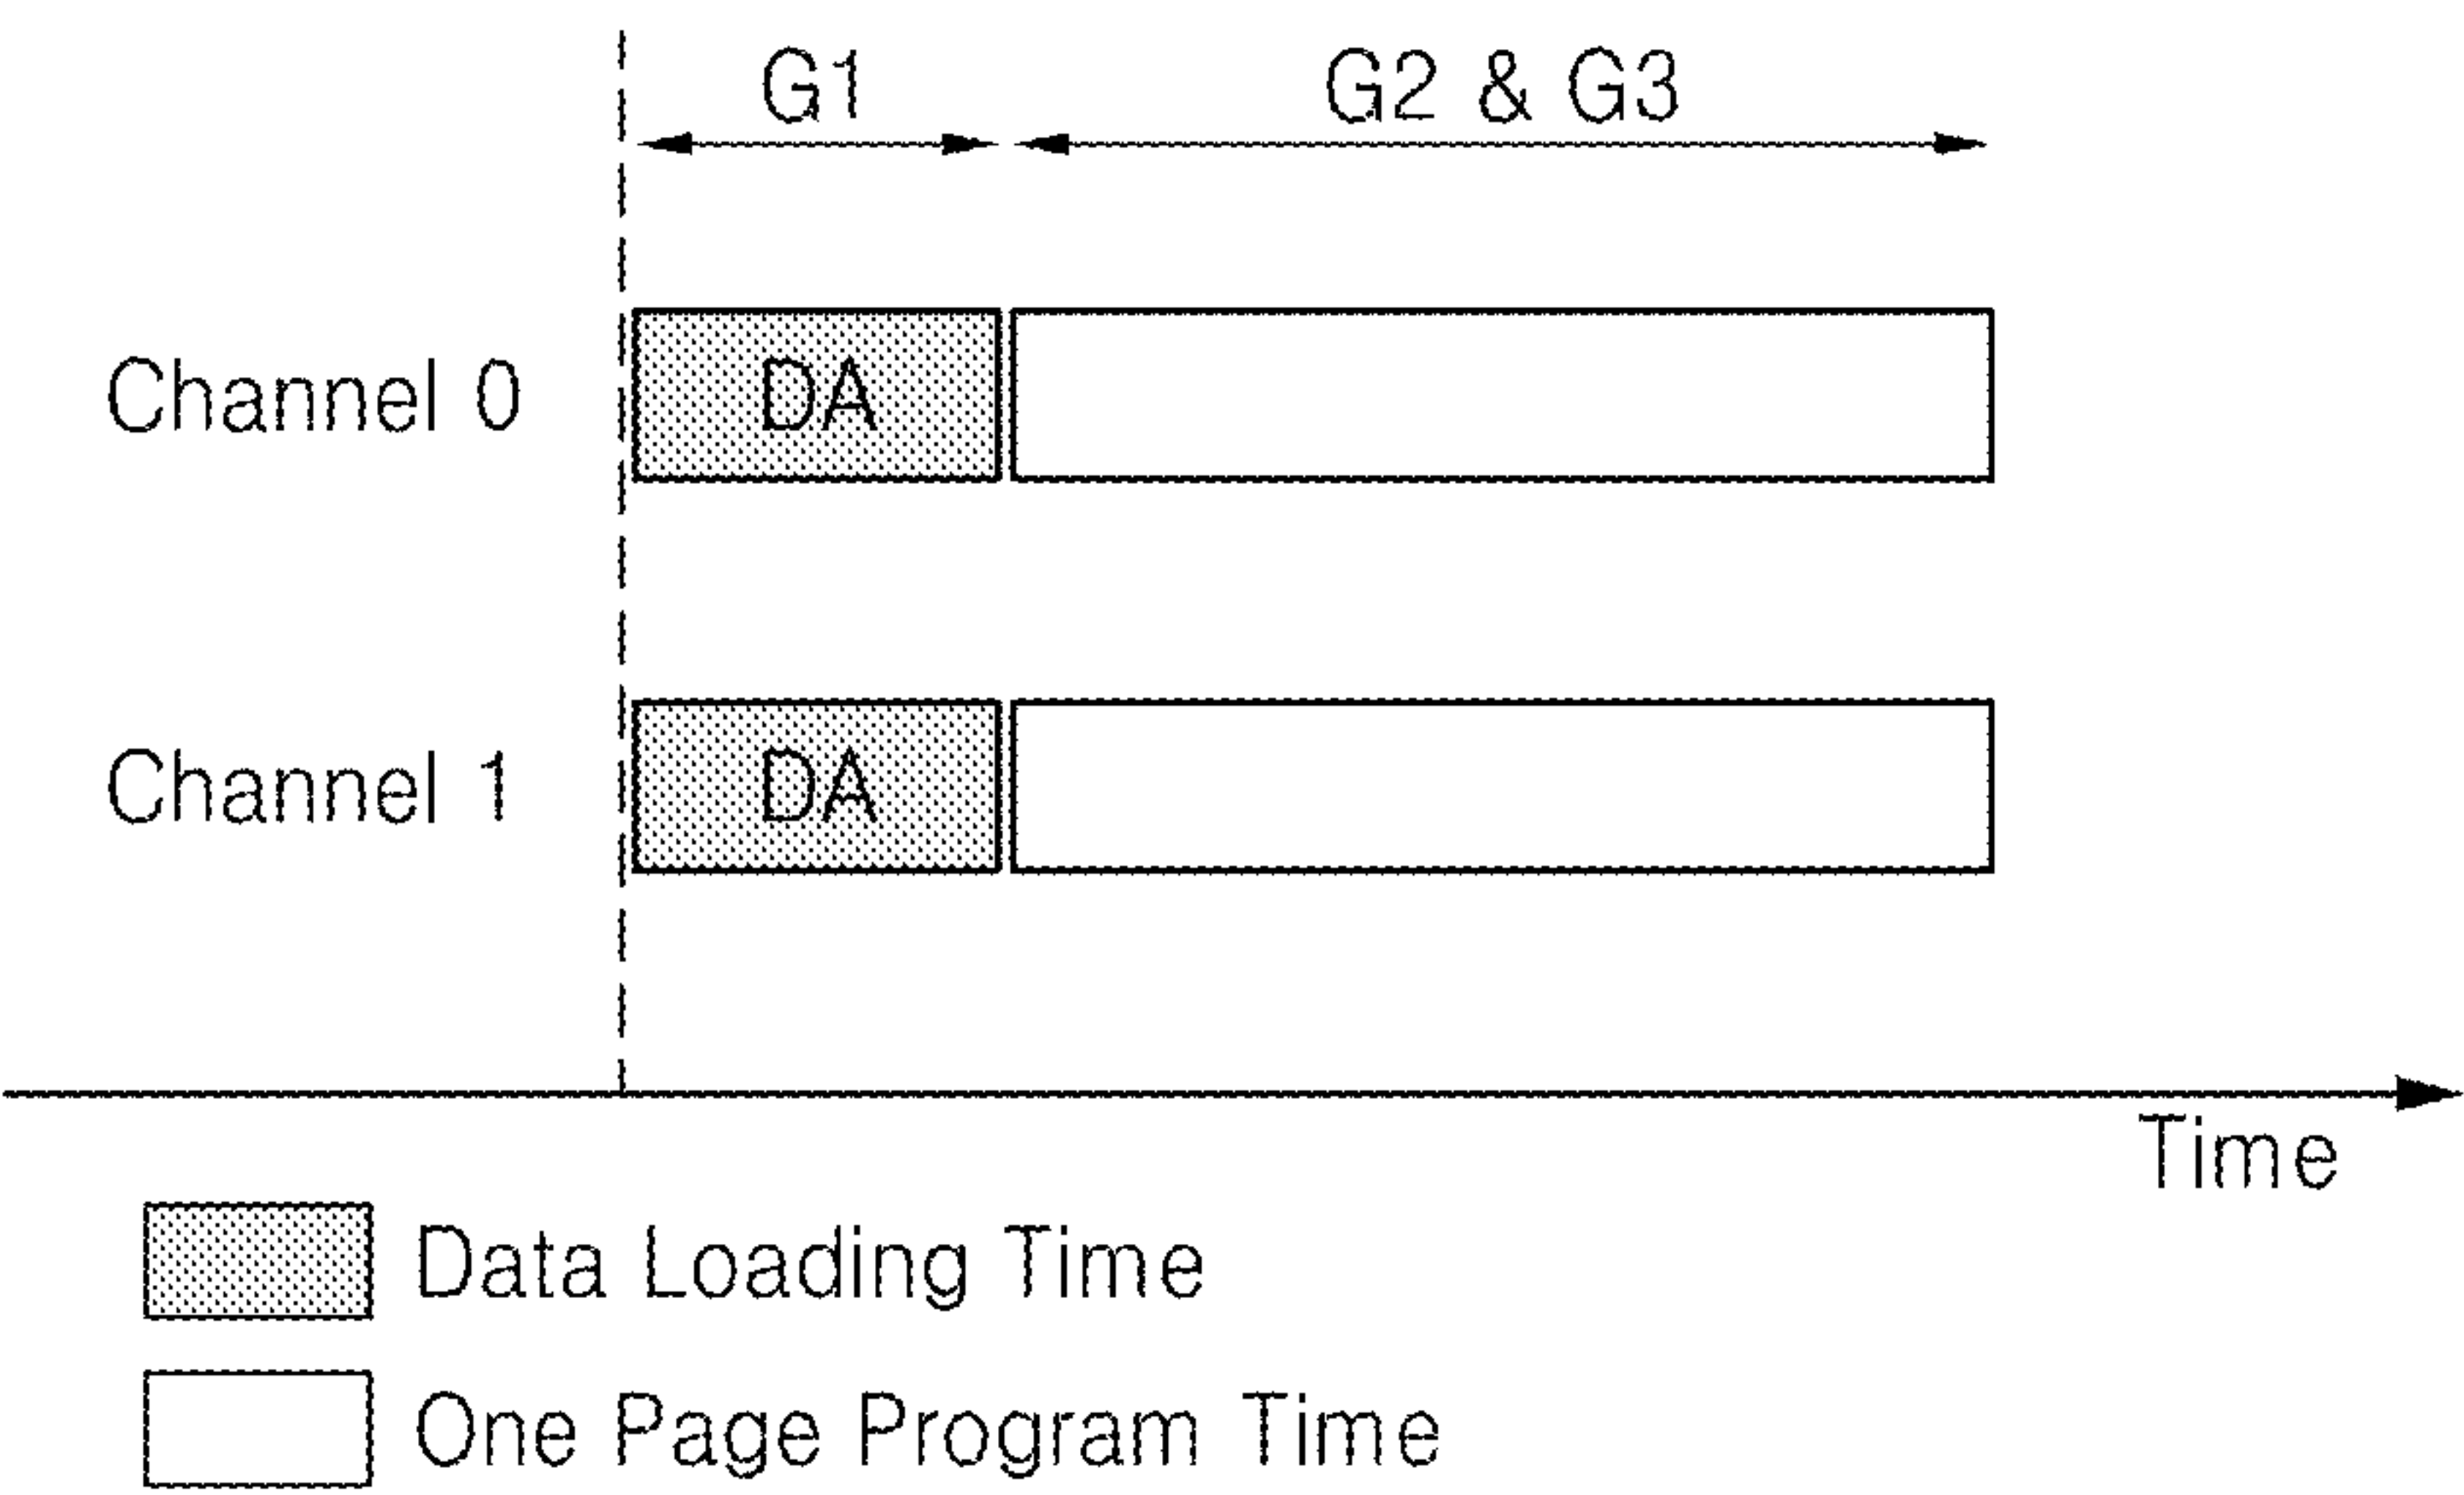 G1 G2 & G3
Channel 0 DA
Channel 1 DA
Time
Data Loading Time
One Page Program Time